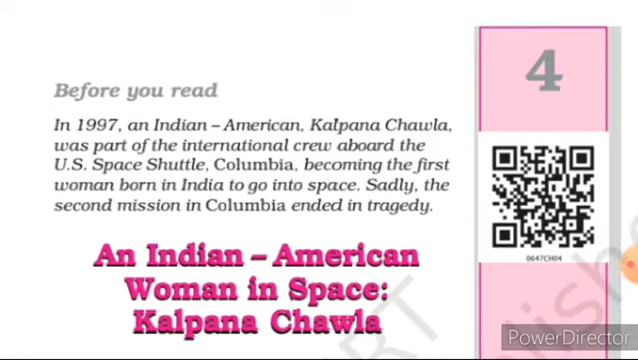 Before you read
In 1997, an Indian – American, Kalpana Chawla,
was part of the international crew aboard the
U.S. Space Shuttle, Columbia, becoming the first
woman born in India to go into space. Sadly, the
second mission in Columbia ended in tragedy.
An Indian – American
Woman in Space:
Kalpana Chawla
4
0647CH04
PowerDirector